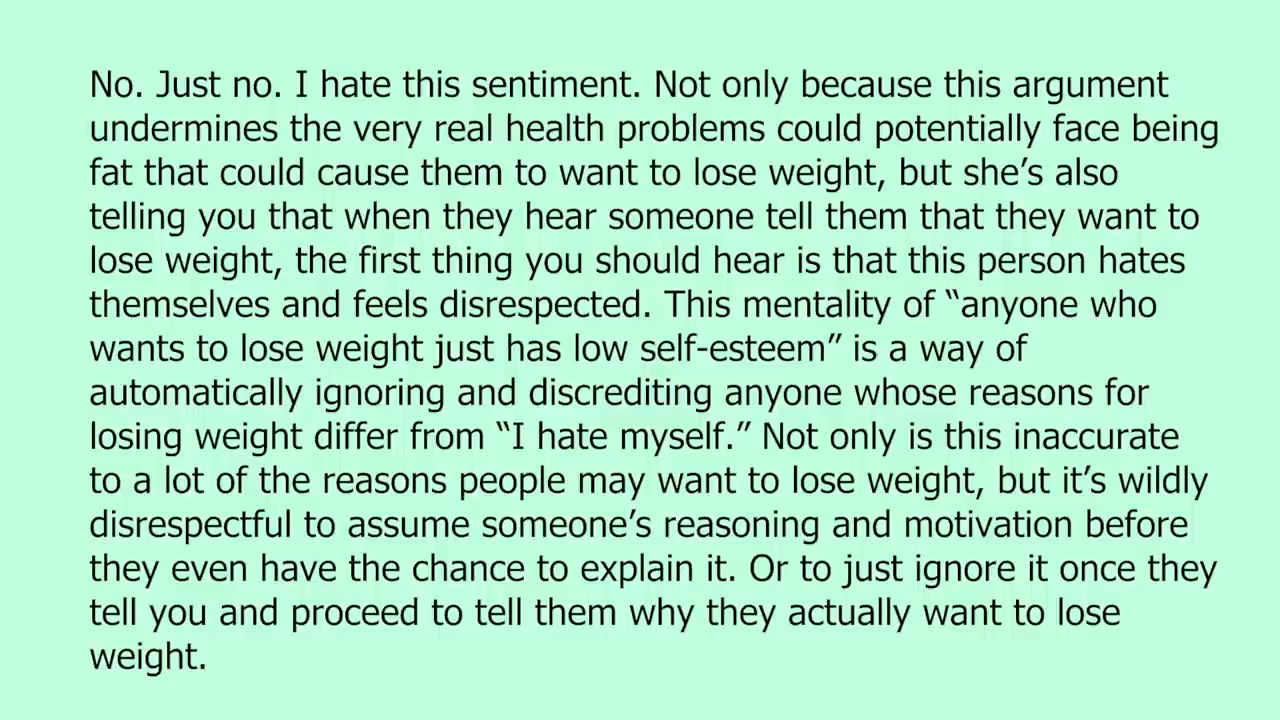 No. Just no. I hate this sentiment. Not only because this argument
undermines the very real health problems could potentially face being
fat that could cause them to want to lose weight, but she’s also
telling you that when they hear someone tell them that they want to
lose weight, the first thing you should hear is that this person hates
themselves and feels disrespected. This mentality of “anyone who
wants to lose weight just has low self-esteem” is a way of
automatically ignoring and discrediting anyone whose reasons for
losing weight differ from “I hate myself.” Not only is this inaccurate
to a lot of the reasons people may want to lose weight, but it’s wildly
disrespectful to assume someone’s reasoning and motivation before
they even have the chance to explain it. Or to just ignore it once they
tell you and proceed to tell them why they actually want to lose
weight.